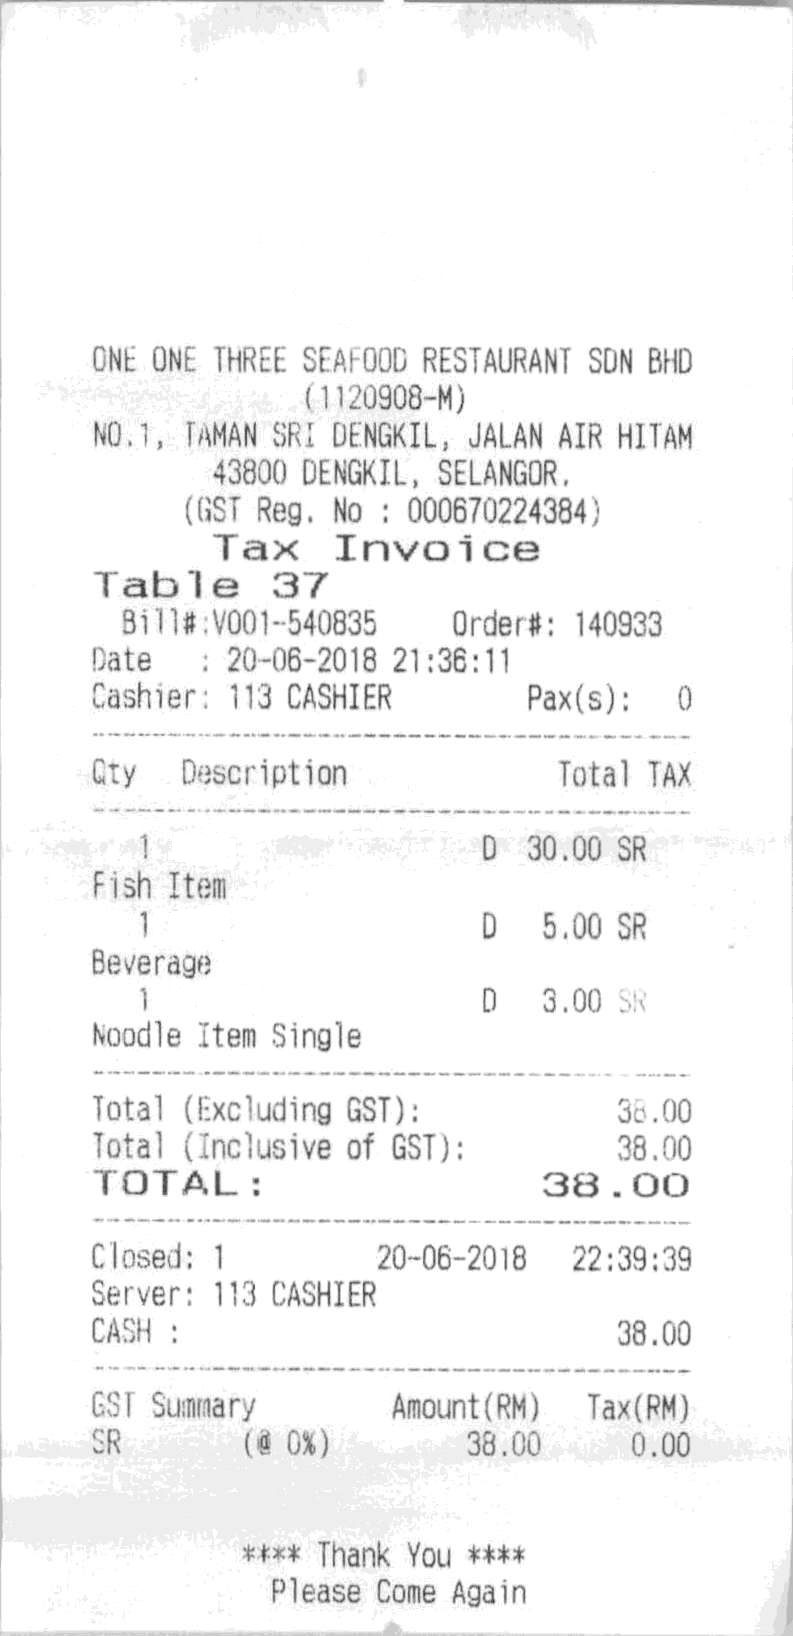 ONE ONE THREE SEAFOOD RESTAURANT SDN BHD
(1120908-M)
NO.1, TAMAN SRI DENGKIL, JALAN AIR HITAM
43800 DENGKIL, SELANGOR.
(GST Reg. No : 000670224384)
Tax Invoice
Table 37
Bill#:V001-540835 Order#: 140933
Date : 20-06-2018 21:36:11
Cashier: 113 CASHIER Pax(s): 0
Qty Description Total TAX
1 D 30.00 SR
Fish Item
1 D 5.00 SR
Beverage
1 D 3.00 SR
Noodle Item Single
Total (Excluding GST): 38.00
Total (Inclusive of GST): 38.00
TOTAL: 38.00
Closed: 1 20-06-2018 22:39:39
Server: 113 CASHIER
CASH : 38.00
GST Summary Amount(RM) Tax(RM)
SR (@ 0%) 38.00 0.00
**** Thank You ****
Please Come Again